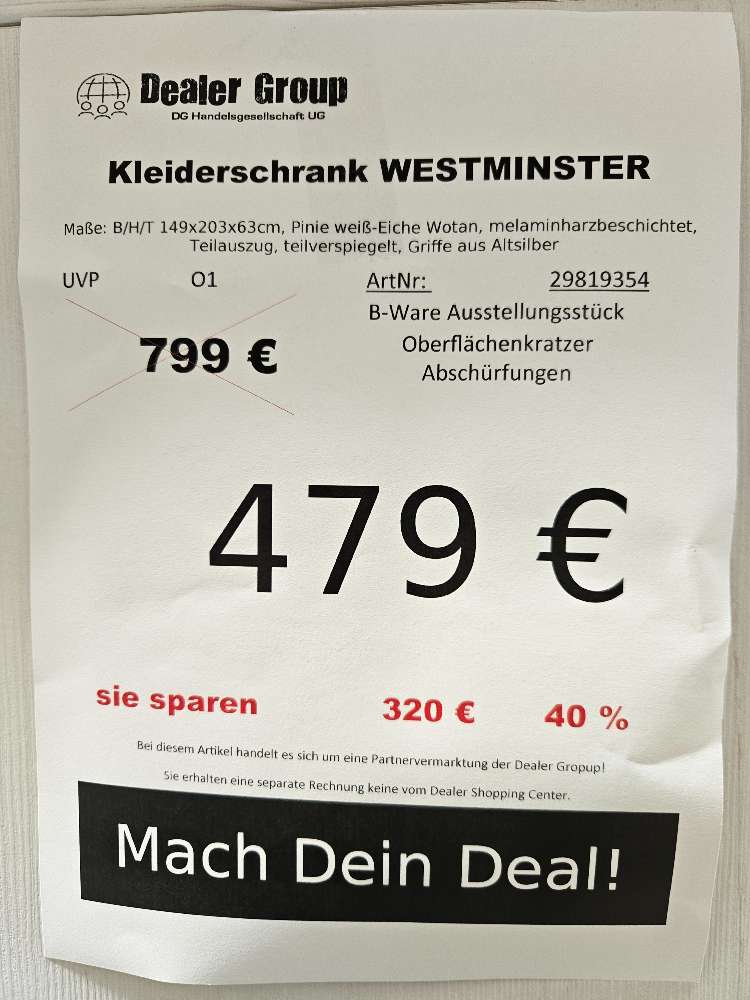 Dealer Group
DG Handelsgesellschaft UG
Kleiderschrank WESTMINSTER
Maße: B/H/T 149x203x63cm, Pinie weiß-Eiche Wotan, melaminharzbeschichtet,
Teilauszug, teilverspiegelt, Griffe aus Altsilber
UVP O1 ArtNr: 29819354
B-Ware Ausstellungsstück
799 € Oberflächenkratzer
Abschürfungen
479 €
sie sparen 320 € 40 %
Bei diesem Artikel handelt es sich um eine Partnervermarktung der Dealer Gropup!
Sie erhalten eine separate Rechnung keine vom Dealer Shopping Center.
Mach Dein Deal!